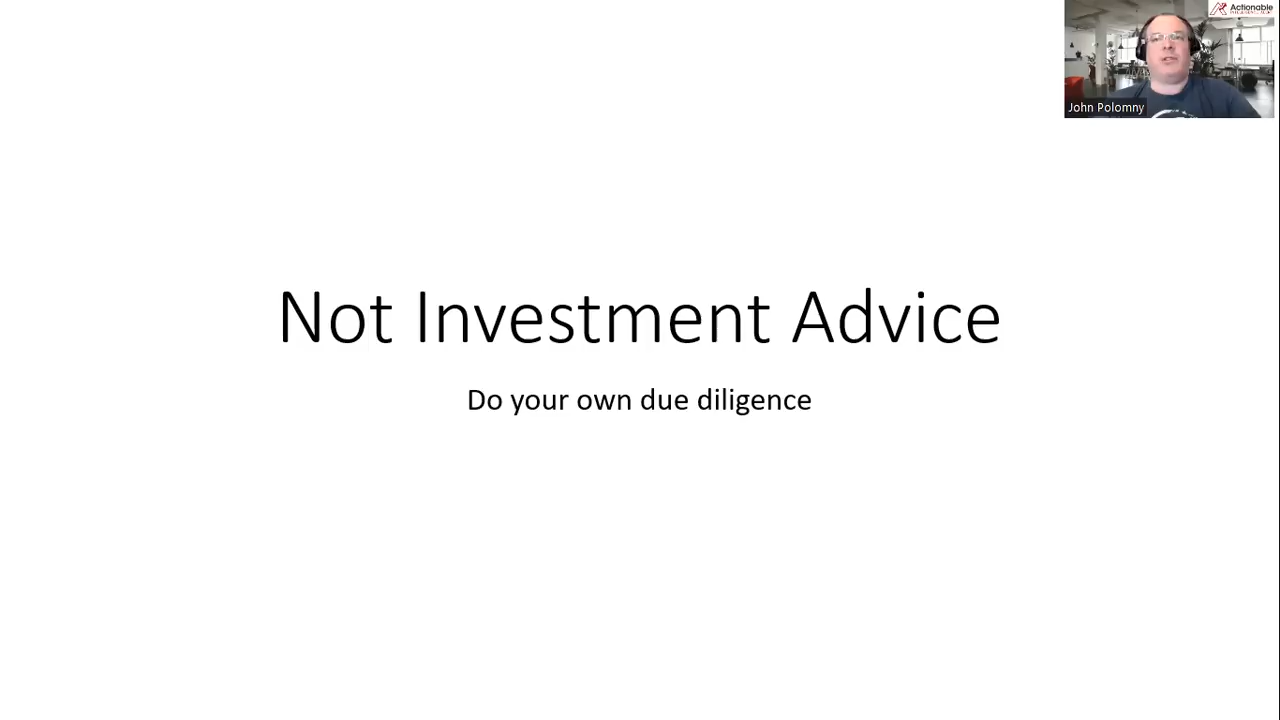 Actionable
John Polomny
Not Investment Advice
Do your own due diligence